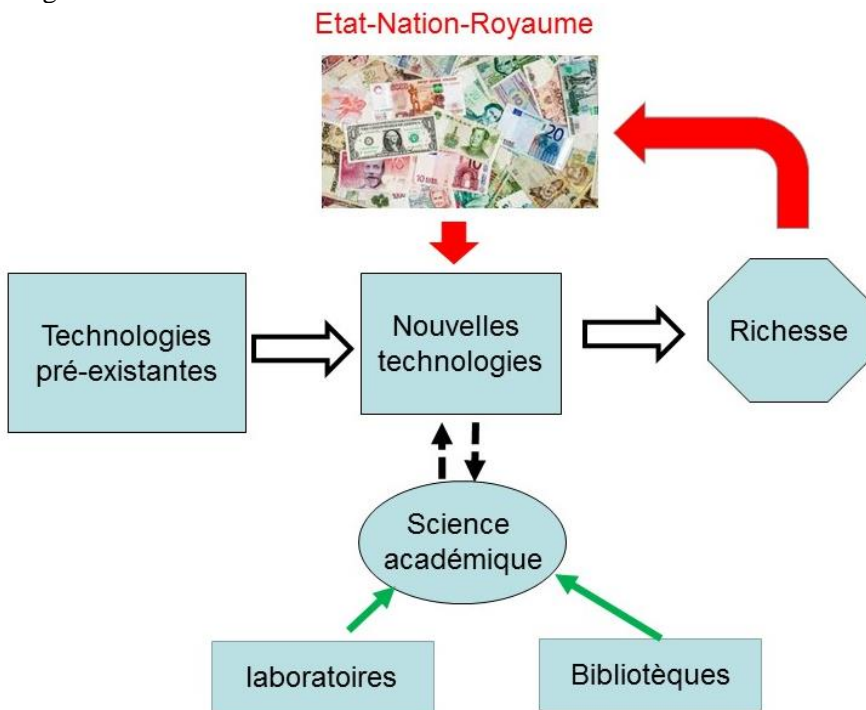 Etat-Nation-Royaume
Technologies
pré-existantes
Nouvelles
technologies
Richesse
Science
académique
laboratoires
Bibliotèques